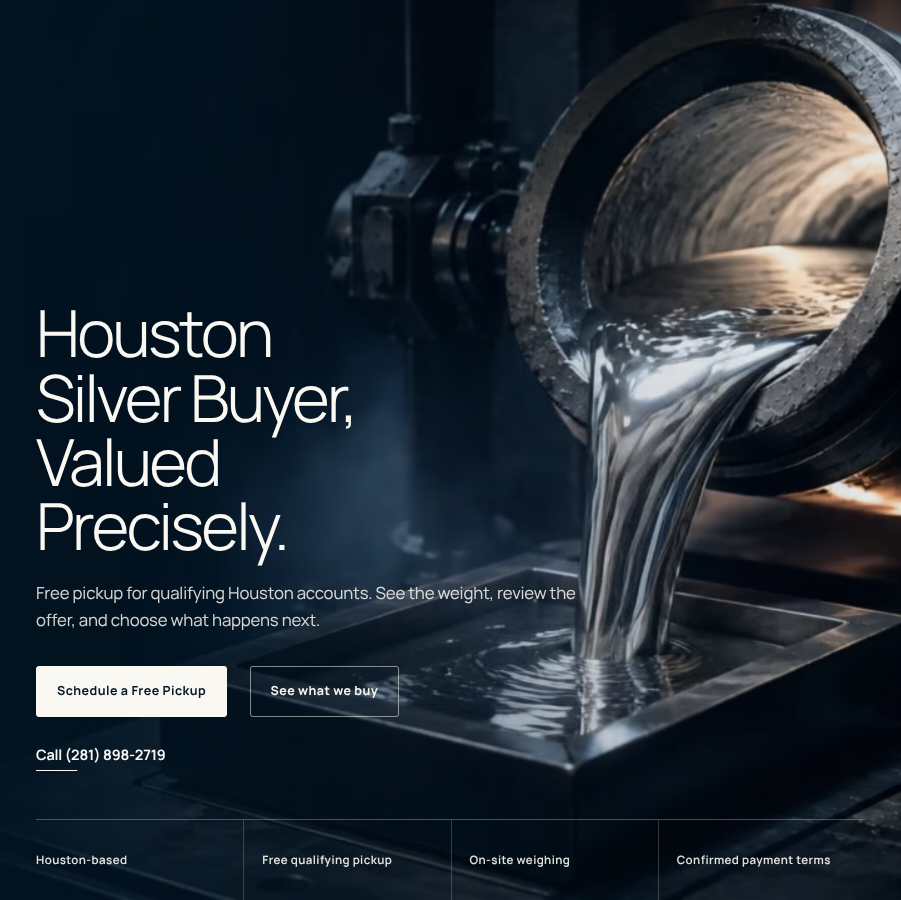 Houston
Silver Buyer,
Valued
Precisely.
Free pickup for qualifying Houston accounts. See the weight, review the
offer, and choose what happens next.
Schedule a Free Pickup
See what we buy
Call (281) 898-2719
Houston-based
Free qualifying pickup
On-site weighing
Confirmed payment terms